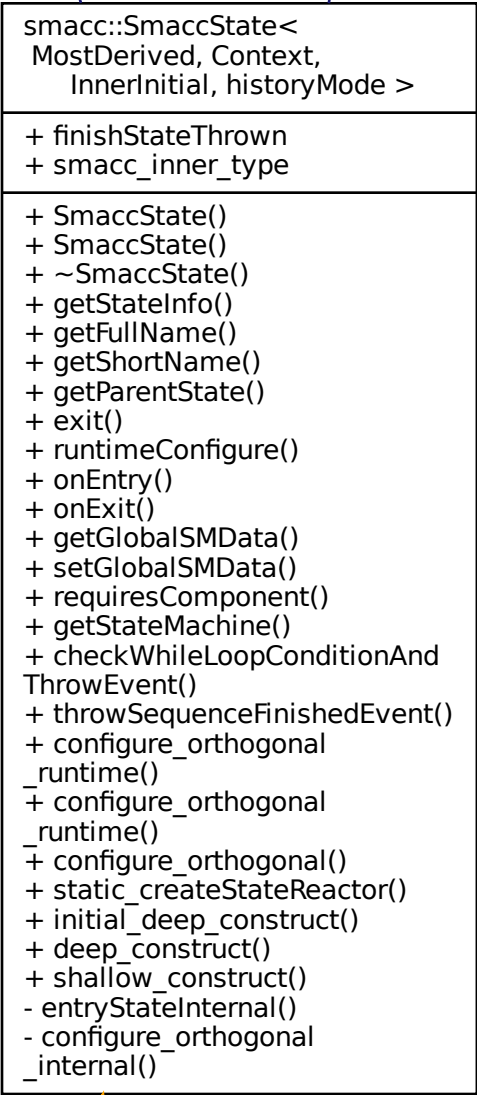 smacc::SmaccState<
MostDerived, Context,
InnerInitial, historyMode >
+ finishStateThrown
+ smacc_inner_type
+ SmaccState()
+ SmaccState()
+ ~SmaccState()
+ getStateInfo()
+ getFullName()
+ getShortName()
+ getParentState()
+ exit()
+ runtimeConfigure()
+ onEntry()
+ onExit()
+ getGlobalSMData()
+ setGlobalSMData()
+ requiresComponent()
+ getStateMachine()
+ checkWhileLoopConditionAnd
ThrowEvent()
+ throwSequenceFinishedEvent()
+ configure_orthogonal
_runtime()
+ configure_orthogonal
_runtime()
+ configure_orthogonal()
+ static_createStateReactor()
+ initial_deep_construct()
+ deep_construct()
+ shallow_construct()
- entryStateInternal()
- configure_orthogonal
_internal()